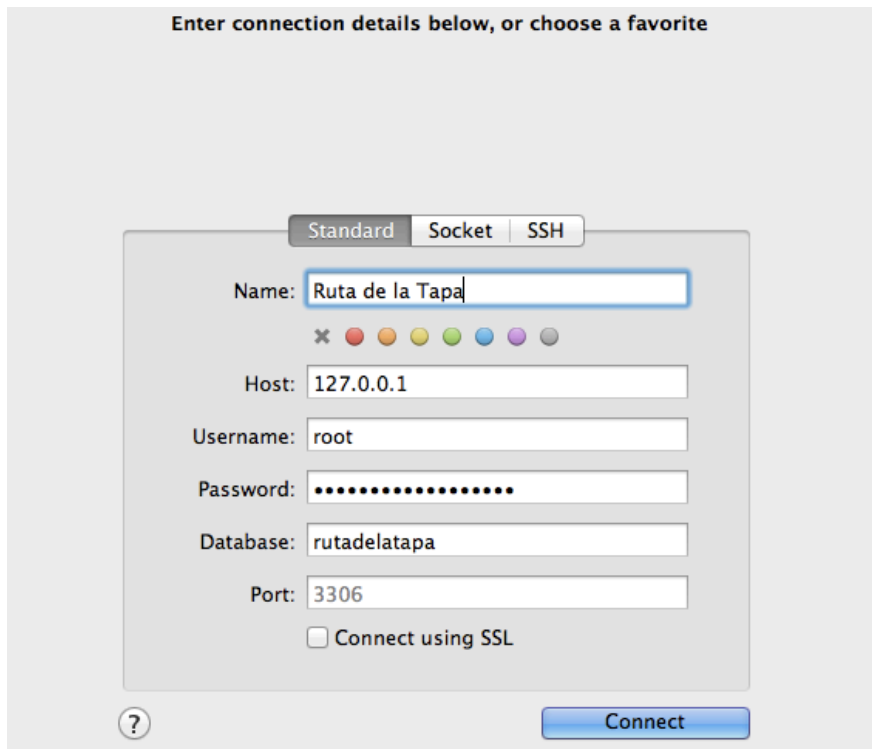 Enter connection details below, or choose a favorite
Standard Socket SSH
Name: Ruta de la Tapa
Host: 127.0.0.1
Username: root
Password: ••••••••••••••••••
Database: rutadelatapa
Port: 3306
Connect using SSL
? Connect